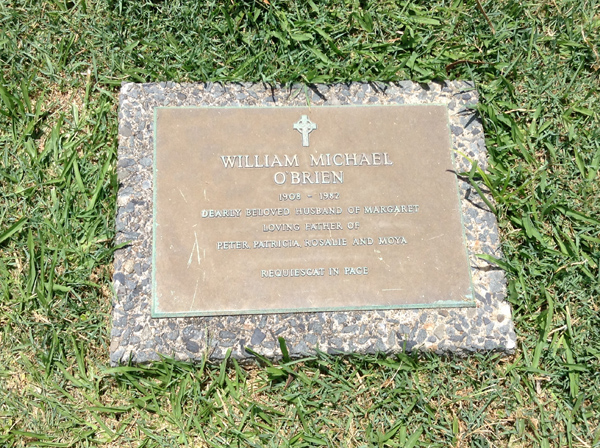 WILLIAM MICHAEL
O'BRIEN
1908 - 1987
DEARLY BELOVED HUSBAND OF MARGARET
LOVING FATHER OF
PETER PATRICIA ROSALIE AND MOYA
REQUIESCAT IN PACE